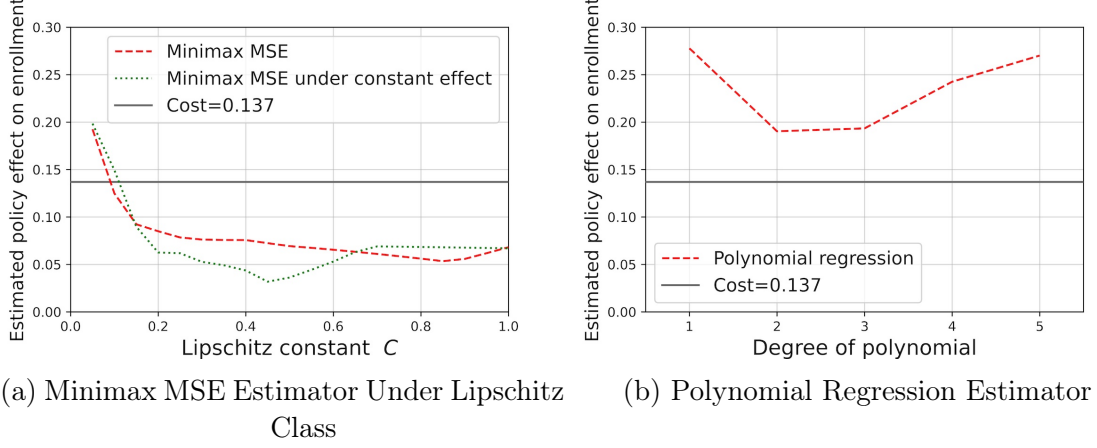 Estimated policy effect on enrollment
0.30
0.25
0.20
0.15
0.10
0.05
0.00
Minimax MSE
Minimax MSE under constant effect
Cost=0.137
0.0 0.2 0.4 0.6 0.8 1.0
Lipschitz constant C
(a) Minimax MSE Estimator Under Lipschitz
Class
Estimated policy effect on enrollment
0.30
0.25
0.20
0.15
0.10
0.05
0.00
Polynomial regression
Cost=0.137
1 2 3 4 5
Degree of polynomial
(b) Polynomial Regression Estimator